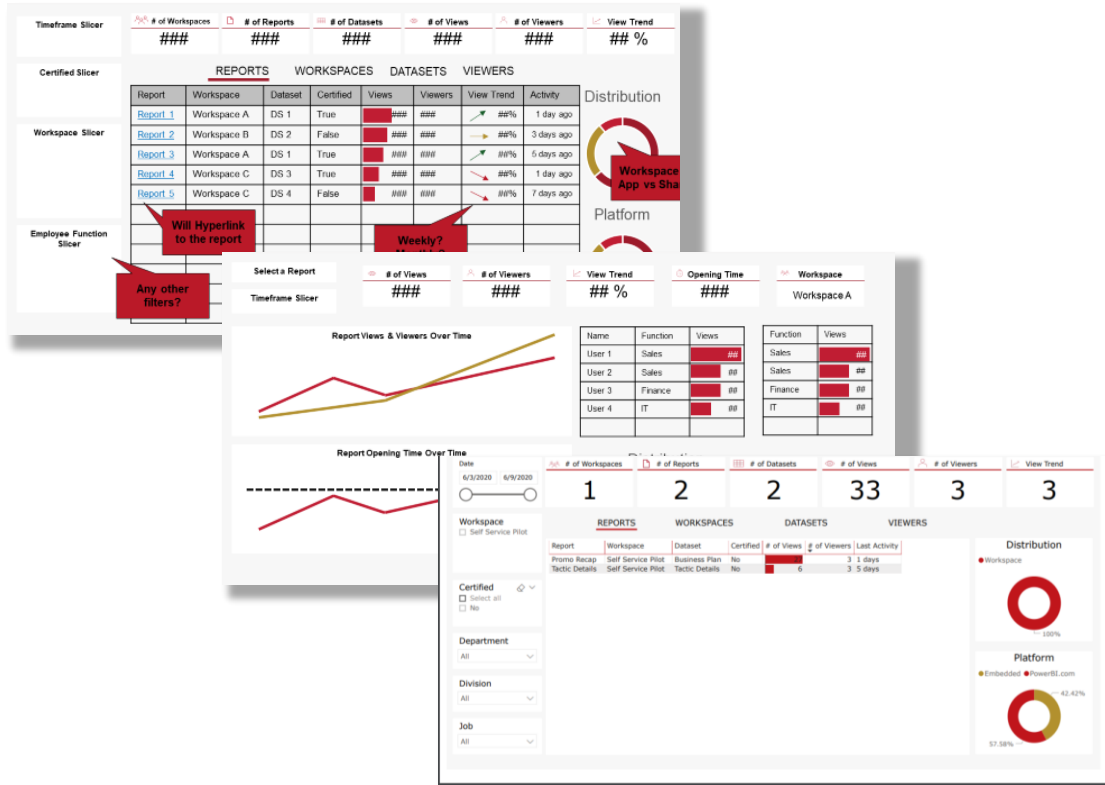 Timeframe Slicer
# of Workspaces
###
# of Reports
###
# of Datasets
###
# of Views
###
# of Viewers
###
View Trend
## %
Certified Slicer
Workspace Slicer
Employee Function
Slicer
REPORTS WORKSPACES DATASETS VIEWERS
Report Workspace Dataset Certified Views Viewers View Trend Activity
Report 1 Workspace A DS 1 True ### ### ##% 1 day ago
Report 2 Workspace B DS 2 False ### ### ##% 3 days ago
Report 3 Workspace A DS 1 True ### ### ##% 5 days ago
Report 4 Workspace C DS 3 True ### ### ##% 1 day ago
Report 5 Workspace C DS 4 False ### ### ##% 7 days ago
Distribution
Workspace
App vs Sha
Platform
Will Hyperlink
to the report
Weekly?
Any other
filters?
Select a Report
Timeframe Slicer
# of Views
###
# of Viewers
###
View Trend
## %
Opening Time
###
Workspace
Workspace A
Report Views & Viewers Over Time
Name Function Views
User 1 Sales ##
User 2 Sales ##
User 3 Finance ##
User 4 IT ##
Function Views
Sales ##
Sales ##
Finance ##
IT ##
Report Opening Time Over Time
Date
6/3/2020 6/9/2020
# of Workspaces
1
# of Reports
2
# of Datasets
2
# of Views
33
# of Viewers
3
View Trend
3
Workspace
Self Service Pilot
Certified
Select all
No
Department
All
Division
All
Job
All
REPORTS WORKSPACES DATASETS VIEWERS
Report Workspace Dataset Certified # of Views # of Viewers Last Activity
Promo Recap Self Service Pilot Business Plan No 3 1 days
Tactic Details Self Service Pilot Tactic Details No 6 3 5 days
Distribution
Workspace
100%
Platform
Embedded PowerBI.com
42.42%
57.58%